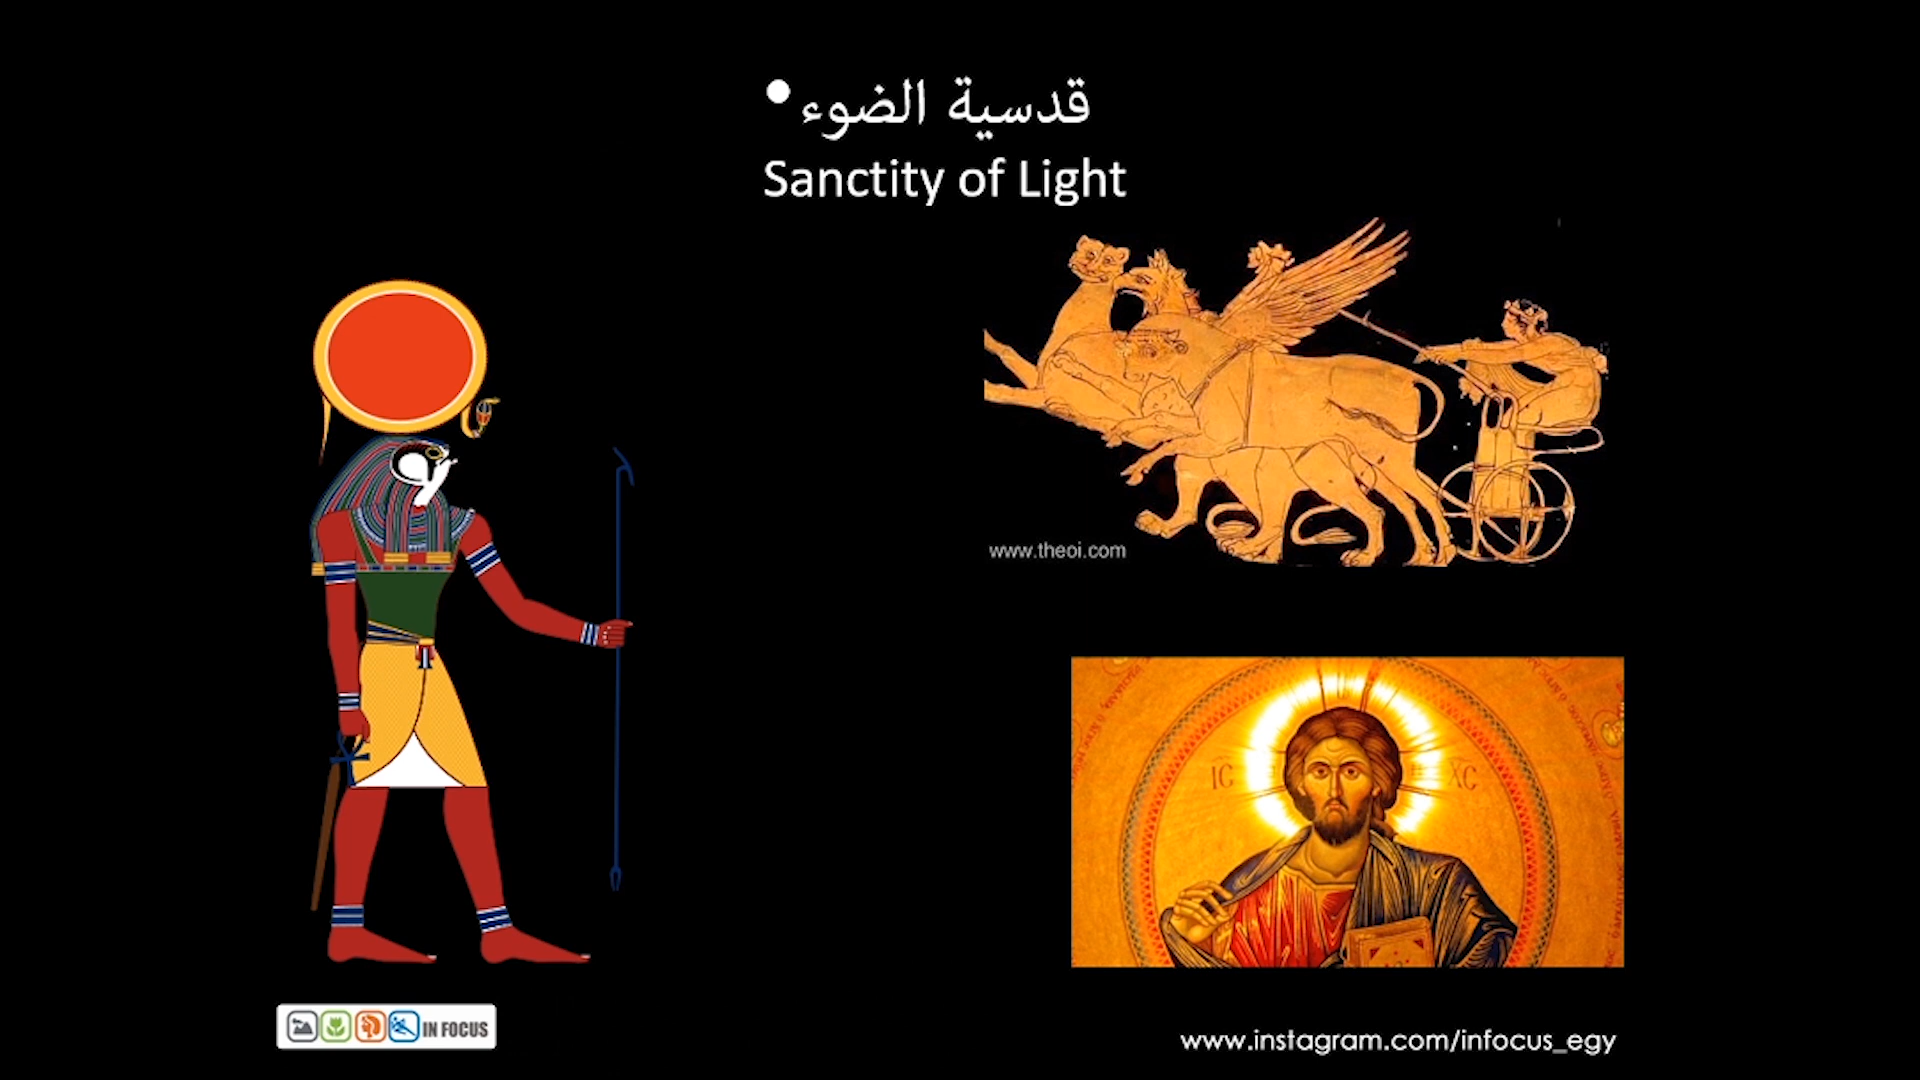 • قدسية الضوء
Sanctity of Light
www.theoi.com
IC XC
IN FOCUS
www.instagram.com/infocus_egy